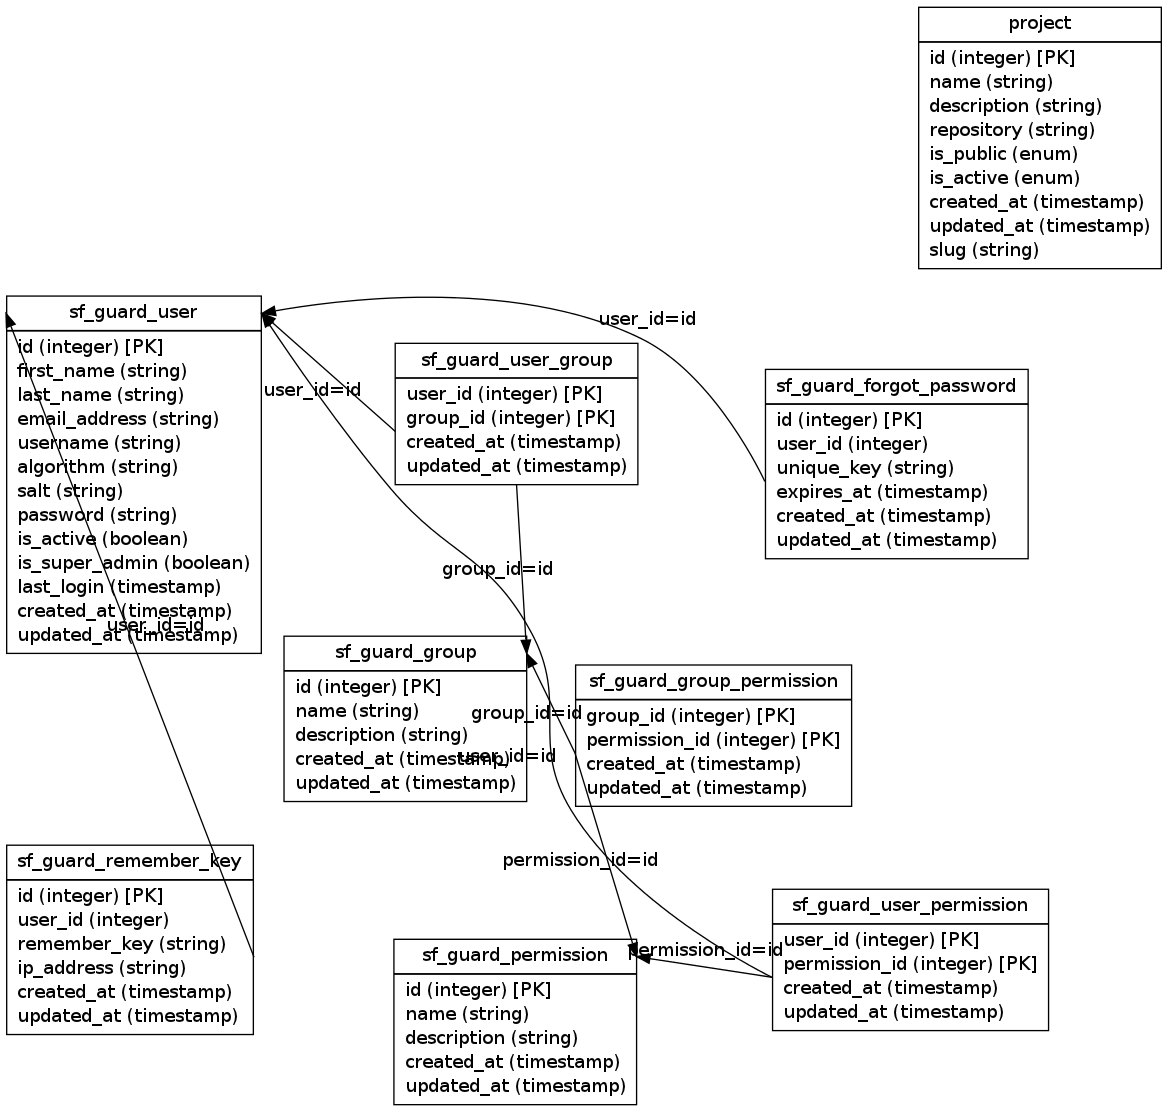 project
id (integer) [PK]
name (string)
description (string)
repository (string)
is_public (enum)
is_active (enum)
created_at (timestamp)
updated_at (timestamp)
slug (string)
sf_guard_user
id (integer) [PK]
first_name (string)
last_name (string)
email_address (string)
username (string)
algorithm (string)
salt (string)
password (string)
is_active (boolean)
is_super_admin (boolean)
last_login (timestamp)
created_at (timestamp)
updated_at (timestamp)
user_id=id
user_id=id
sf_guard_user_group
user_id (integer) [PK]
group_id (integer) [PK]
created_at (timestamp)
updated_at (timestamp)
user_id=id
sf_guard_forgot_password
id (integer) [PK]
user_id (integer)
unique_key (string)
expires_at (timestamp)
created_at (timestamp)
updated_at (timestamp)
group_id=id
sf_guard_group
id (integer) [PK]
name (string)
description (string)
created_at (timestamp)
updated_at (timestamp)
group_id=id
user_id=id
sf_guard_group_permission
group_id (integer) [PK]
permission_id (integer) [PK]
created_at (timestamp)
updated_at (timestamp)
permission_id=id
sf_guard_remember_key
id (integer) [PK]
user_id (integer)
remember_key (string)
ip_address (string)
created_at (timestamp)
updated_at (timestamp)
sf_guard_permission
id (integer) [PK]
name (string)
description (string)
created_at (timestamp)
updated_at (timestamp)
permission_id=id
sf_guard_user_permission
user_id (integer) [PK]
permission_id (integer) [PK]
created_at (timestamp)
updated_at (timestamp)